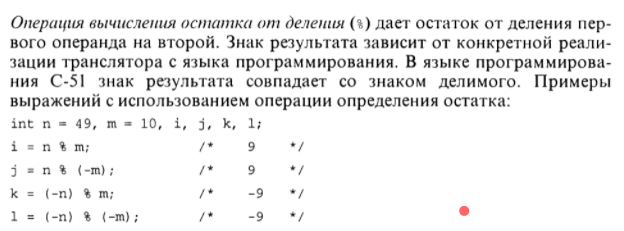 Операция вычисления остатка от деления (%) дает остаток от деления пер-
вого операнда на второй. Знак результата зависит от конкретной реали-
зации транслятора с языка программирования. В языке программирова-
ния С-51 знак результата совпадает со знаком делимого. Примеры
выражений с использованием операции определения остатка:
int n = 49, m = 10, i, j, k, l;
i = n % m; /* 9 */
j = n % (-m); /* 9 */
k = (-n) % m; /* -9 */
l = (-n) % (-m); /* -9 */